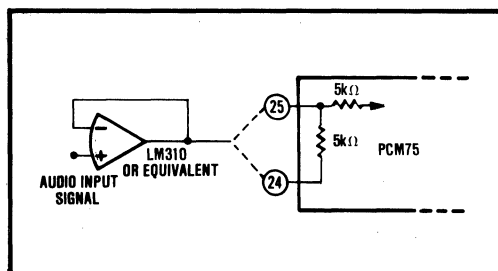 5kΩ
25
5kΩ
PCM75
LM310
OR EQUIVALENT
AUDIO INPUT
SIGNAL
24